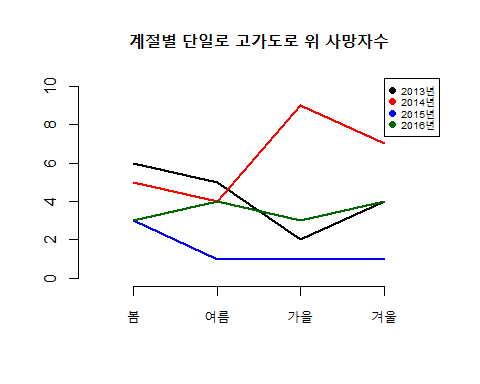 계절별 단일로 고가도로 위 사망자수
10
8
6
4
2
0
2013년
2014년
2015년
2016년
봄 여름 가을 겨울